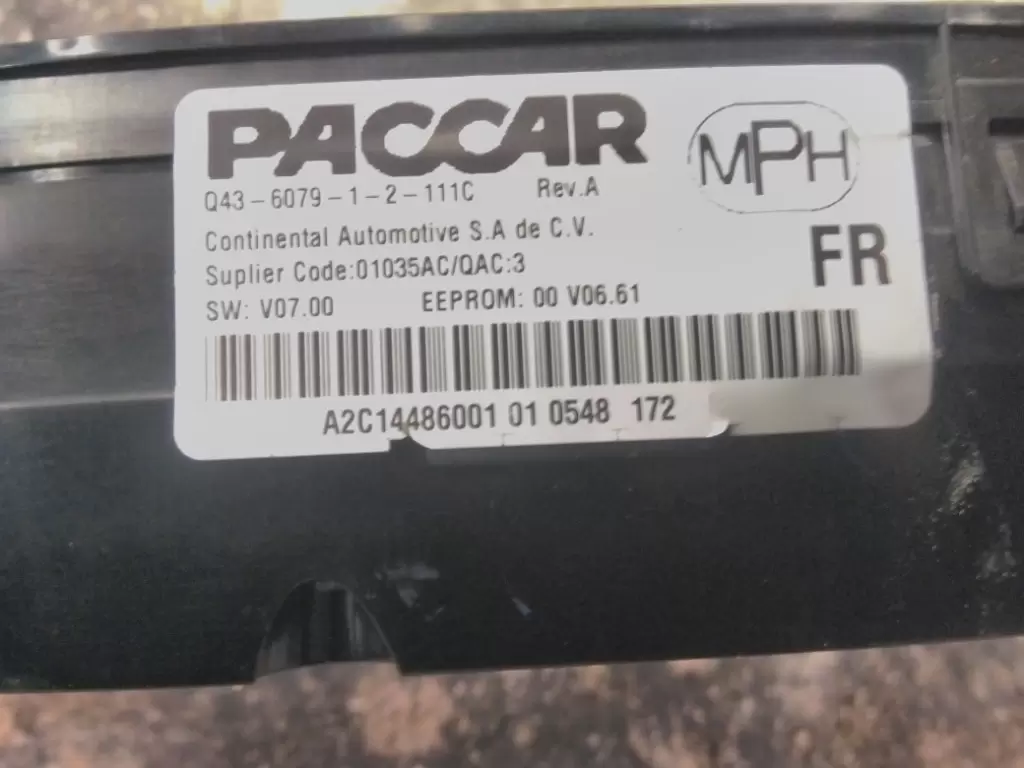 PACCAR
MPH
Q43-6079-1-2-111C Rev.A
Continental Automotive S.A de C.V.
FR
Suplier Code:01035AC/QAC:3
SW: V07.00 EEPROM: 00 V06.61
A2C14486001 01 0548 172